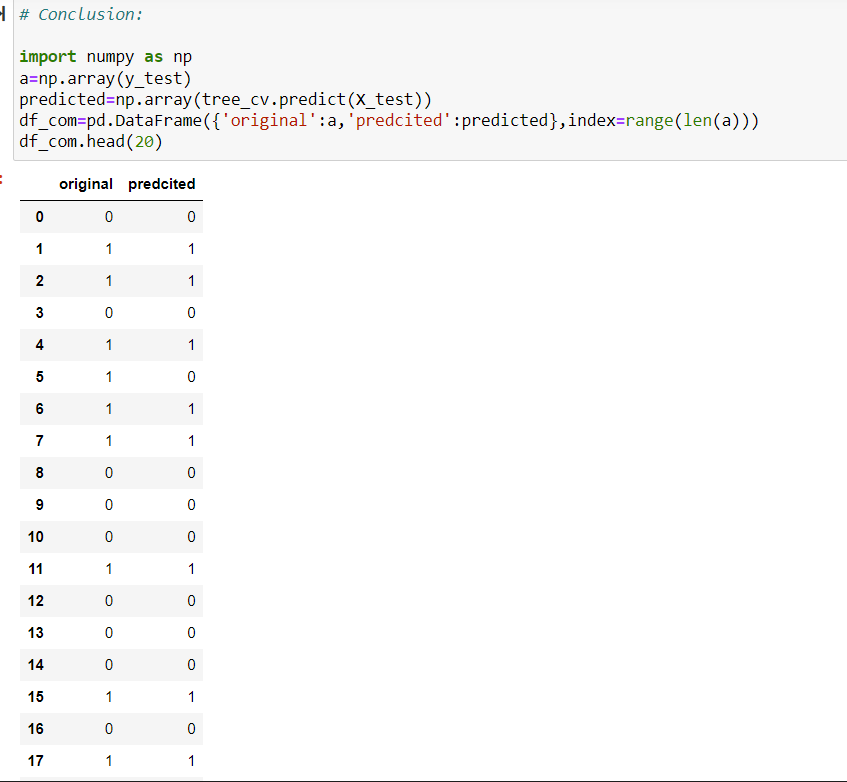 # Conclusion:
import numpy as np
a=np.array(y_test)
predicted=np.array(tree_cv.predict(X_test))
df_com=pd.DataFrame({'original':a,'predcited':predicted},index=range(len(a)))
df_com.head(20)
original predcited
0 0 0
1 1 1
2 1 1
3 0 0
4 1 1
5 1 0
6 1 1
7 1 1
8 0 0
9 0 0
10 0 0
11 1 1
12 0 0
13 0 0
14 0 0
15 1 1
16 0 0
17 1 1